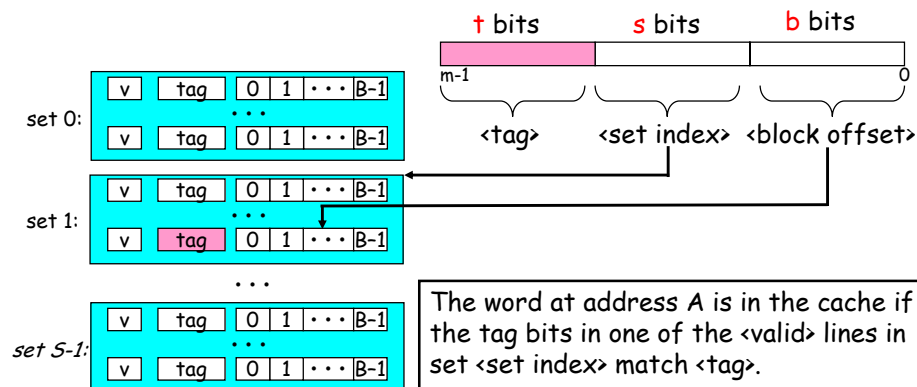 t bits s bits b bits
m-1 0
<tag> <set index> <block offset>
v tag 0 1 • • • B-1
set 0: • • •
v tag 0 1 • • • B-1
v tag 0 1 • • • B-1
set 1: • • •
v tag 0 1 • • • B-1
• • •
v tag 0 1 • • • B-1
set S-1: • • •
v tag 0 1 • • • B-1
The word at address A is in the cache if
the tag bits in one of the <valid> lines in
set <set index> match <tag>.